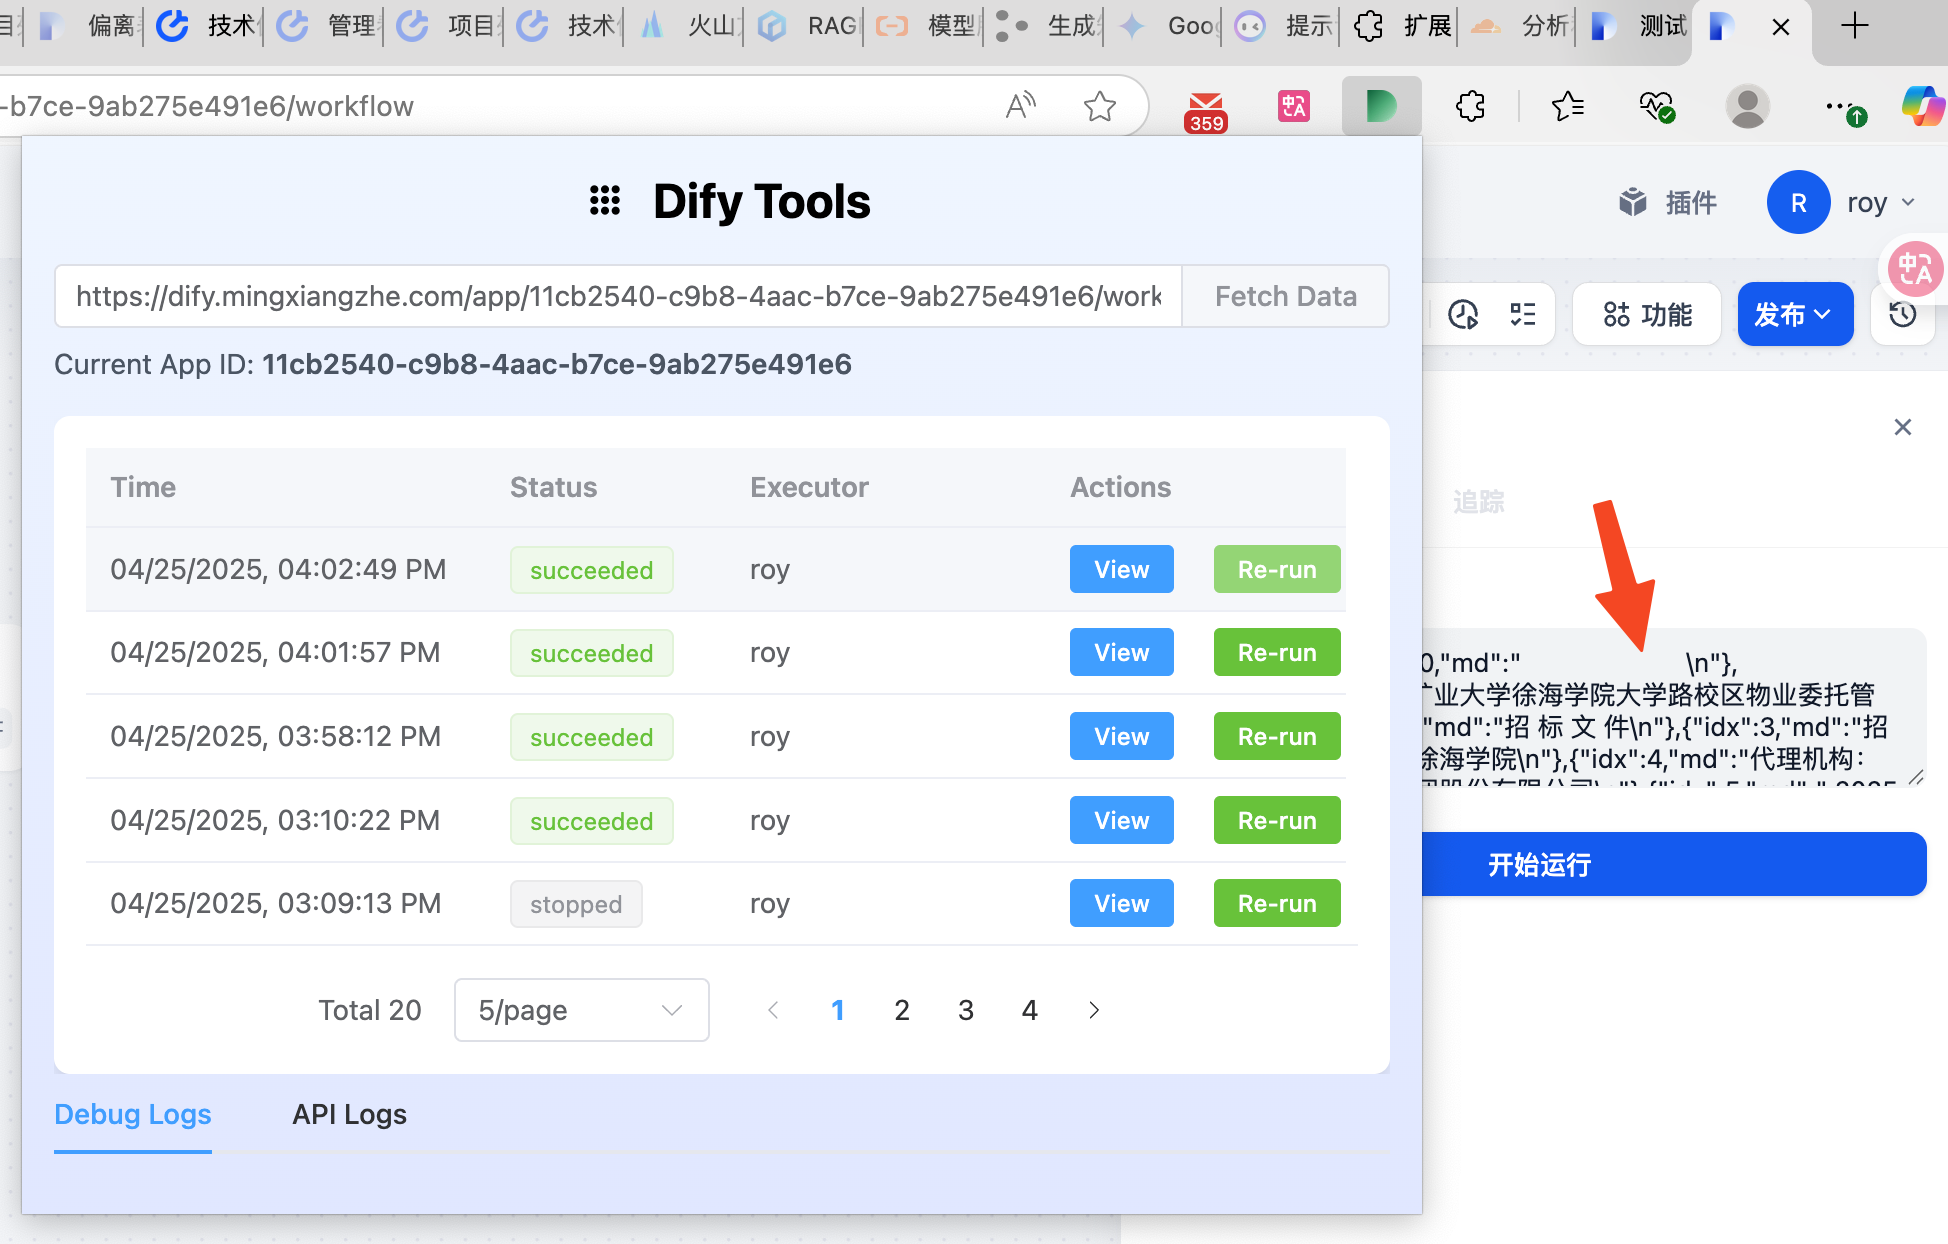 偏离 技术 管理 项目 技术 火山 RAG 模型 生成 Goo 提示 扩展 分析 测试
-b7ce-9ab275e491e6/workflow
359
Dify Tools
插件 R roy
https://dify.mingxiangzhe.com/app/11cb2540-c9b8-4aac-b7ce-9ab275e491e6/work Fetch Data
功能 发布
Current App ID: 11cb2540-c9b8-4aac-b7ce-9ab275e491e6
Time Status Executor Actions
04/25/2025, 04:02:49 PM succeeded roy View Re-run
04/25/2025, 04:01:57 PM succeeded roy View Re-run
04/25/2025, 03:58:12 PM succeeded roy View Re-run
04/25/2025, 03:10:22 PM succeeded roy View Re-run
04/25/2025, 03:09:13 PM stopped roy View Re-run
Total 20 5/page 1 2 3 4
Debug Logs API Logs
追踪
0,"md":" \n"},
业大学徐海学院大学路校区物业委托管
"md":"招 标 文 件\n"},{"idx":3,"md":"招
徐海学院\n"},{"idx":4,"md":"代理机构：
开始运行